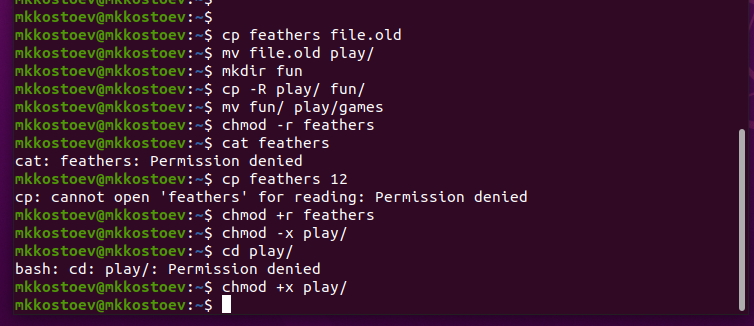 mkkostoev@mkkostoev:~$
mkkostoev@mkkostoev:~$
mkkostoev@mkkostoev:~$ cp feathers file.old
mkkostoev@mkkostoev:~$ mv file.old play/
mkkostoev@mkkostoev:~$ mkdir fun
mkkostoev@mkkostoev:~$ cp -R play/ fun/
mkkostoev@mkkostoev:~$ mv fun/ play/games
mkkostoev@mkkostoev:~$ chmod -r feathers
mkkostoev@mkkostoev:~$ cat feathers
cat: feathers: Permission denied
mkkostoev@mkkostoev:~$ cp feathers 12
cp: cannot open 'feathers' for reading: Permission denied
mkkostoev@mkkostoev:~$ chmod +r feathers
mkkostoev@mkkostoev:~$ chmod -x play/
mkkostoev@mkkostoev:~$ cd play/
bash: cd: play/: Permission denied
mkkostoev@mkkostoev:~$ chmod +x play/
mkkostoev@mkkostoev:~$